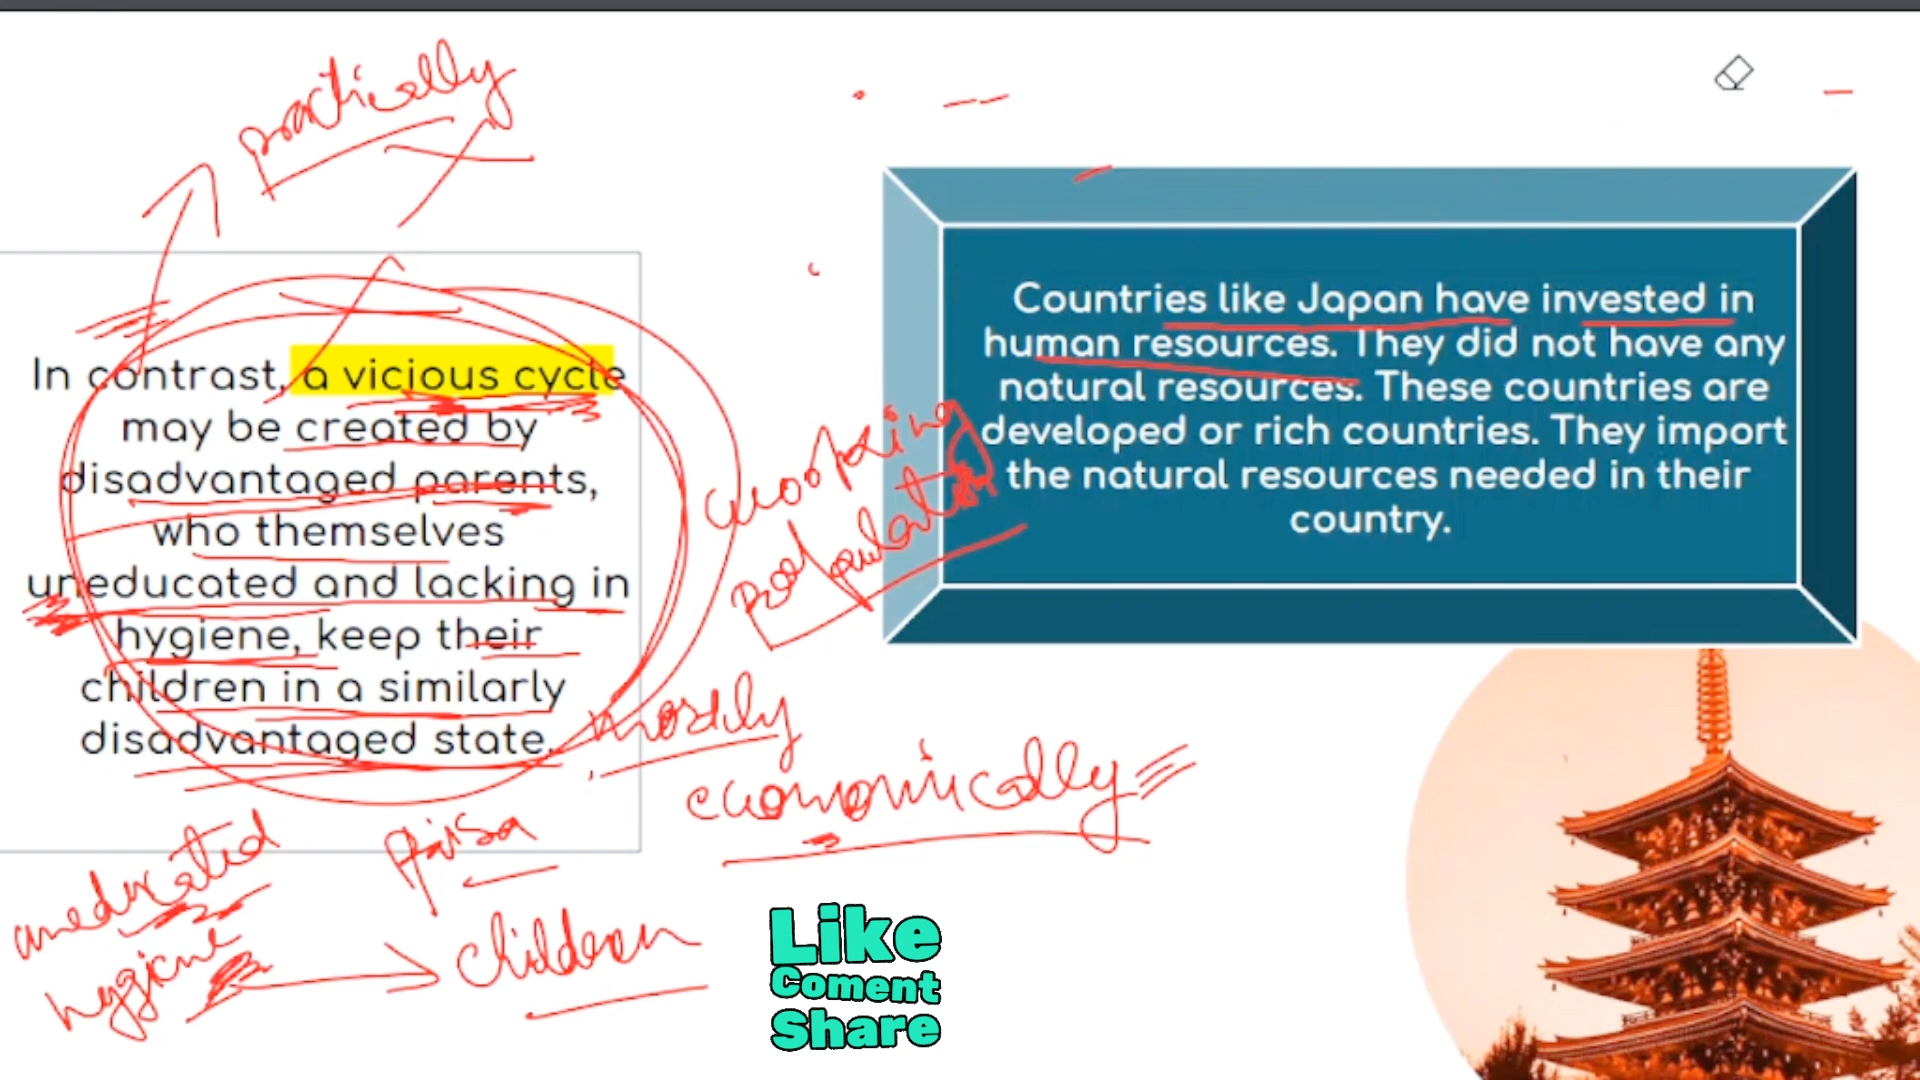 practically
In contrast, a vicious cycle
may be created by
disadvantaged parents,
who themselves
uneducated and lacking in
hygiene, keep their
children in a similarly
disadvantaged state.
Countries like Japan have invested in
human resources. They did not have any
natural resources. These countries are
developed or rich countries. They import
the natural resources needed in their
country.
mostly
economically
uneducated
hygiene
Paisa
children
Like
Coment
Share